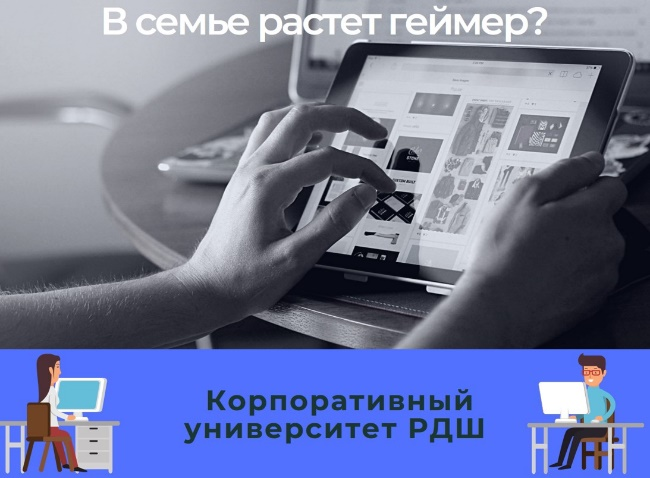 В семье растет геймер?
Корпоративный
университет РДШ